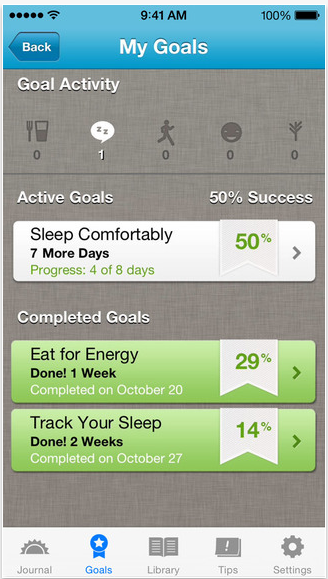 9:41 AM 100%
Back My Goals
Goal Activity
z z
0 1 0 0 0
Active Goals 50% Success
Sleep Comfortably
7 More Days
Progress: 4 of 8 days
50%
Completed Goals
Eat for Energy
Done! 1 Week
Completed on October 20
29%
Track Your Sleep
Done! 2 Weeks
Completed on October 27
14%
Journal Goals Library Tips Settings